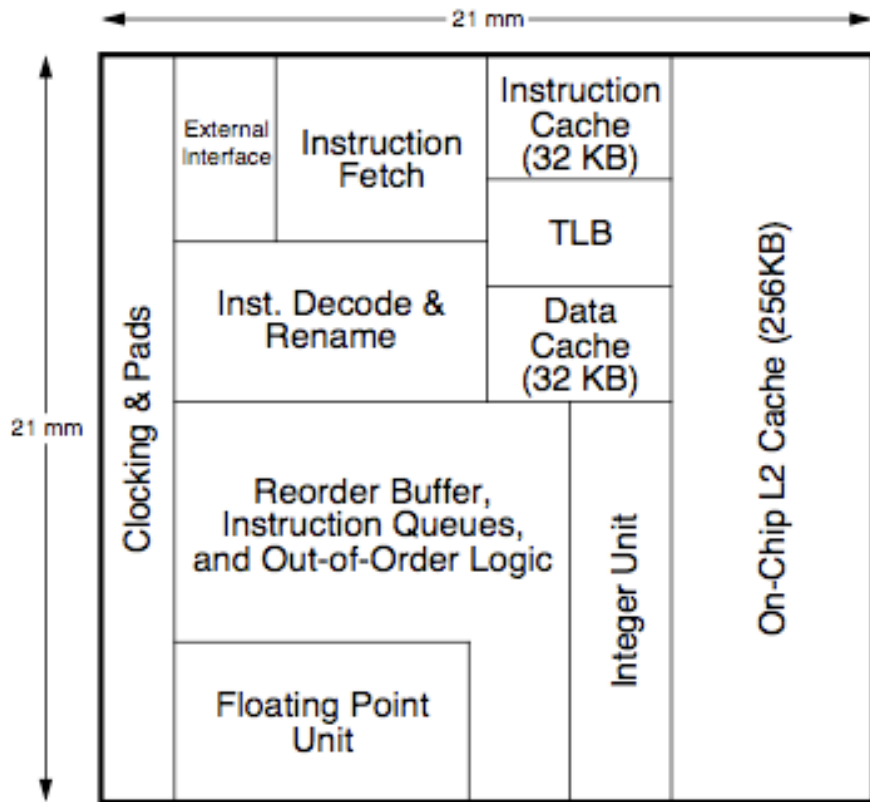 21 mm
21 mm
Clocking & Pads
External
Interface
Instruction
Fetch
Instruction
Cache
(32 KB)
TLB
Inst. Decode &
Rename
Data
Cache
(32 KB)
On-Chip L2 Cache (256KB)
Reorder Buffer,
Instruction Queues,
and Out-of-Order Logic
Integer Unit
Floating Point
Unit